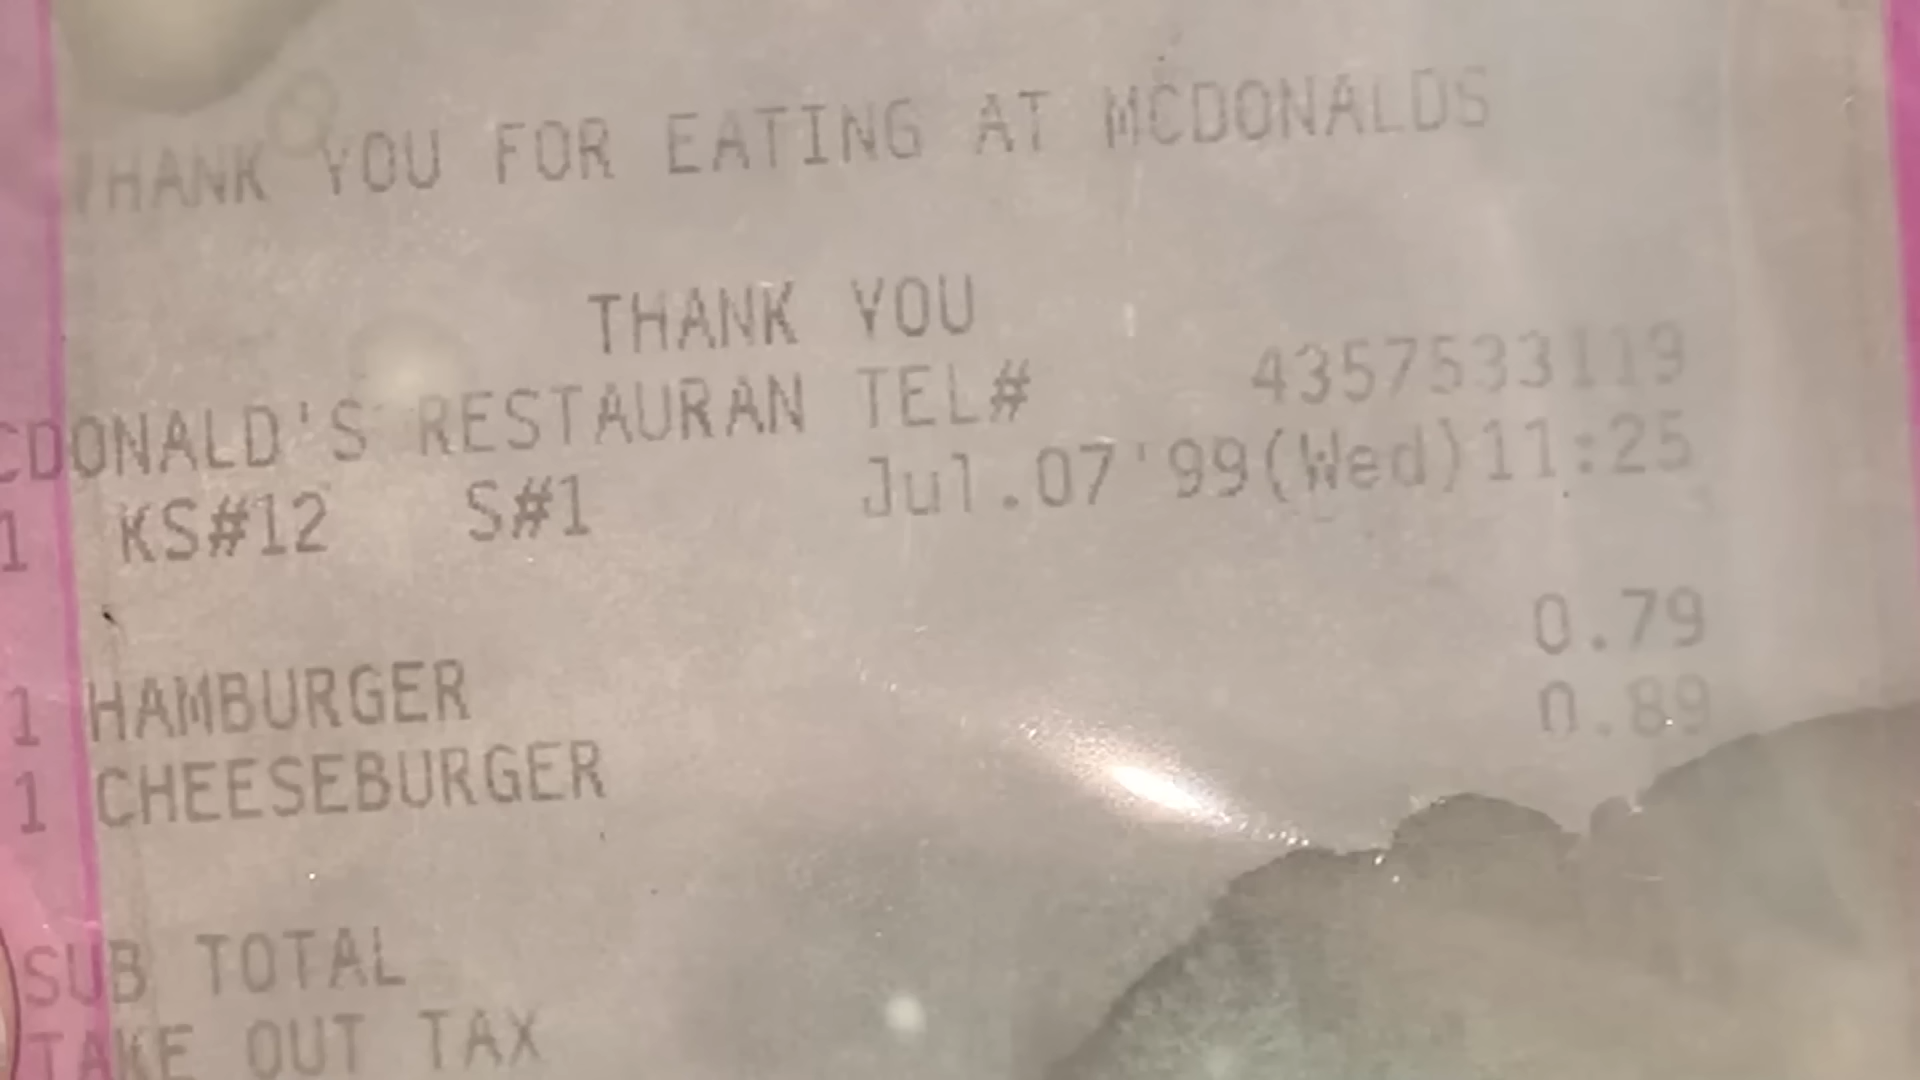 THANK YOU FOR EATING AT MCDONALDS
THANK YOU
CDONALD'S RESTAURAN TEL# 4357533119
1 KS#12 S#1 Jul.07'99(Wed)11:25
1 HAMBURGER 0.79
1 CHEESEBURGER 0.89
SUB TOTAL
TAKE OUT TAX